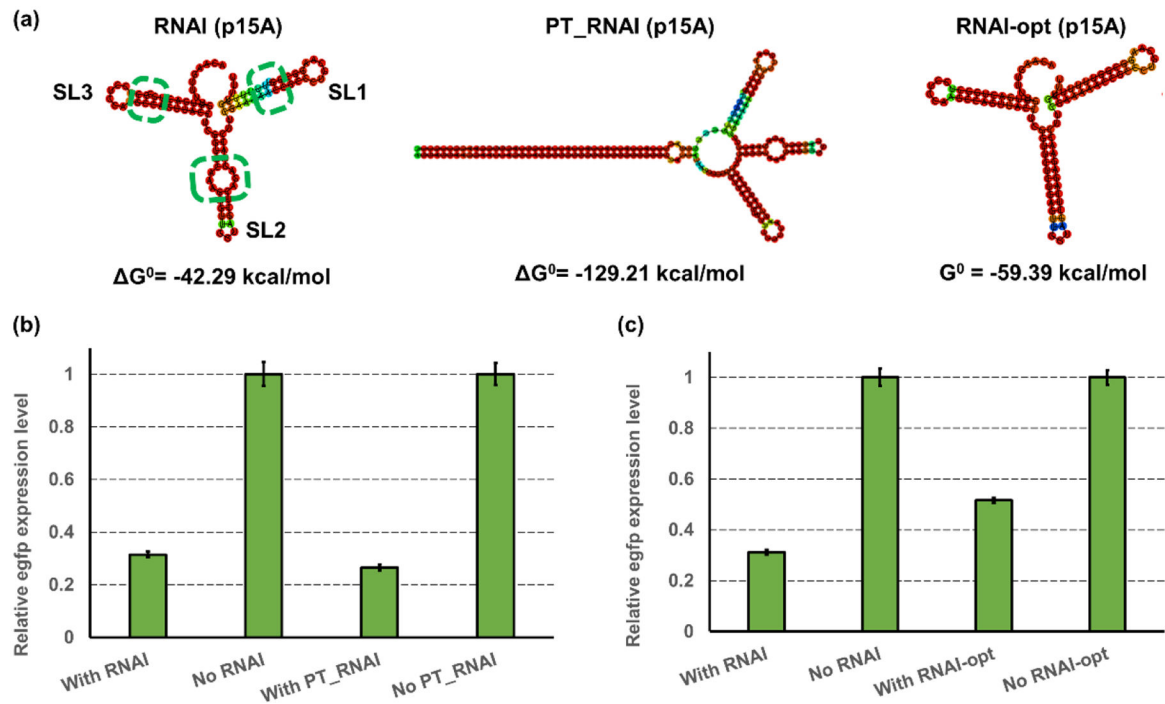 (a)
RNAI (p15A)
PT_RNAI (p15A)
RNAI-opt (p15A)
SL3
SL1
SL2
ΔG⁰= -42.29 kcal/mol
ΔG⁰= -129.21 kcal/mol
G⁰ = -59.39 kcal/mol
(b)
Relative egfp expression level
1
0.8
0.6
0.4
0.2
0
With RNAI
No RNAI
With PT_RNAI
No PT_RNAI
(c)
Relative egfp expression level
1
0.8
0.6
0.4
0.2
0
With RNAI
No RNAI
With RNAI-opt
No RNAI-opt